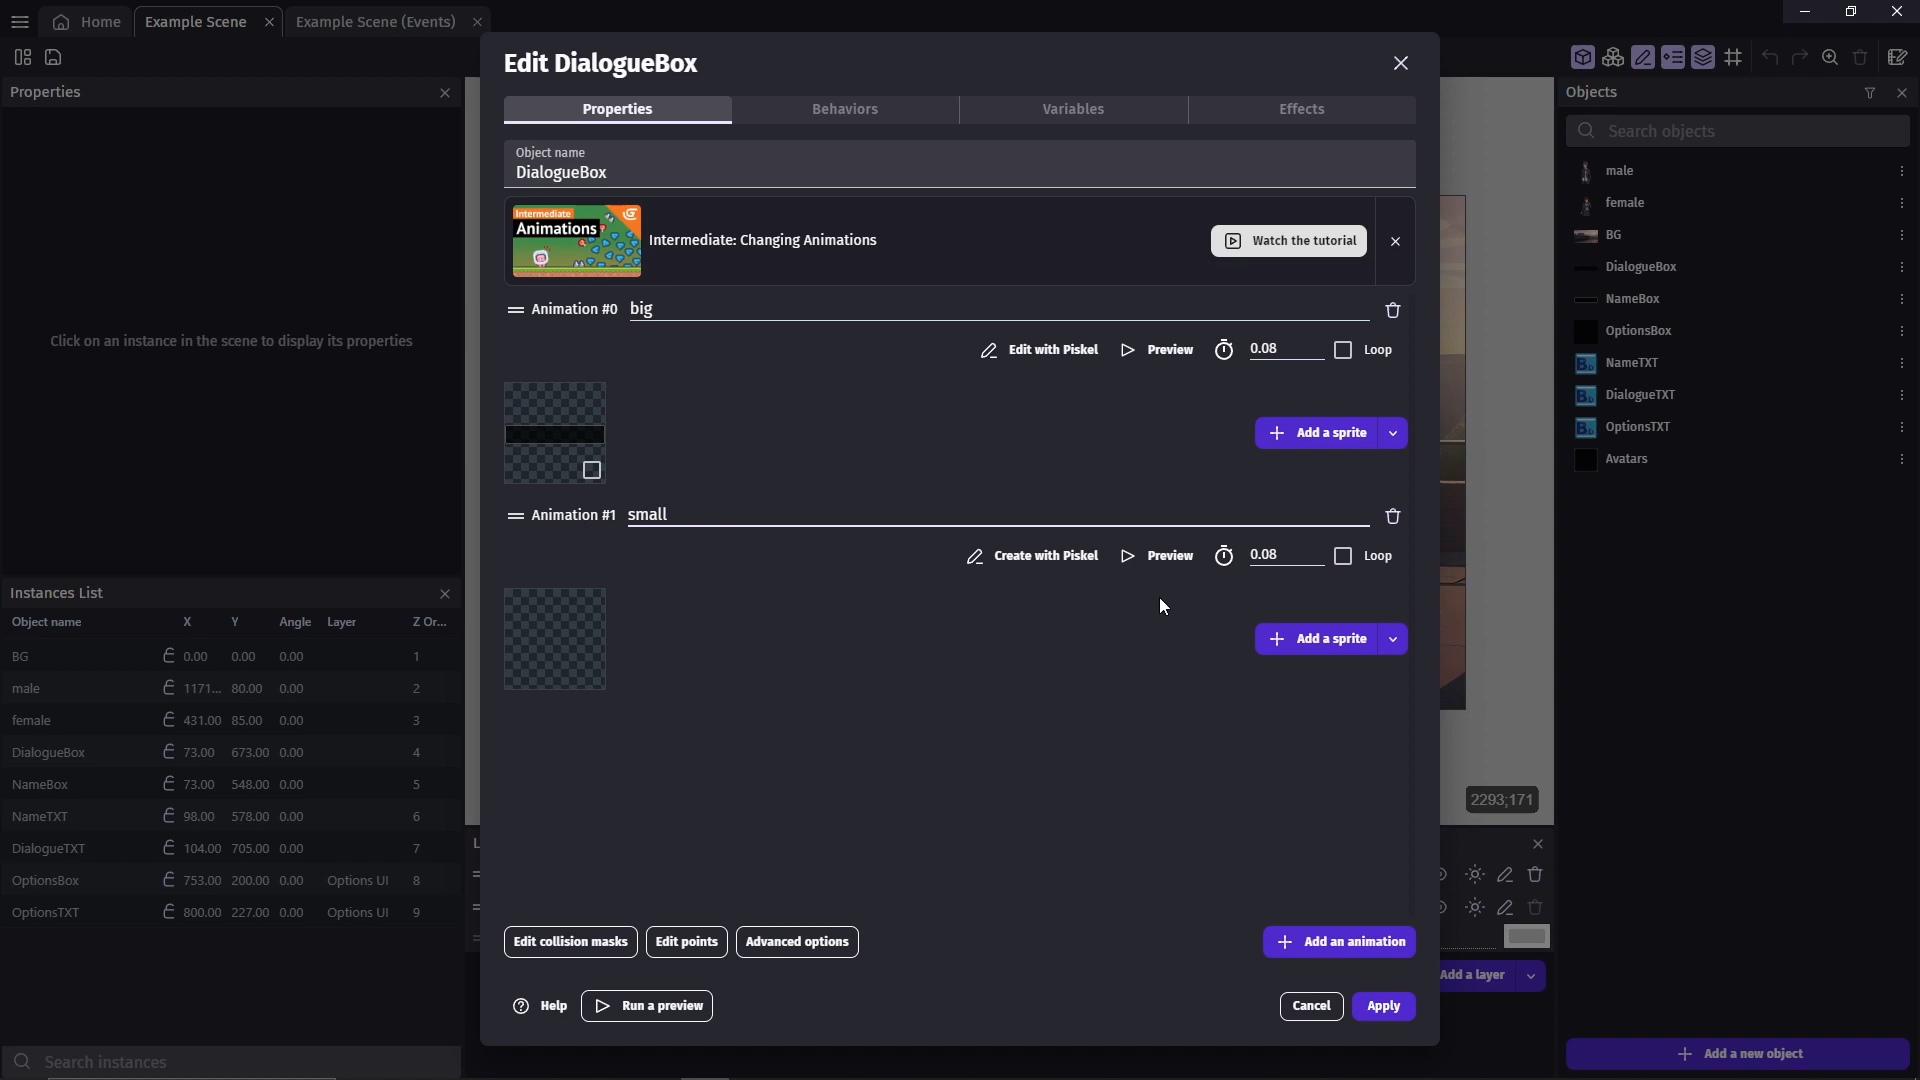 Home
Example Scene
Example Scene (Events)
Properties
Click on an instance in the scene to display its properties
Instances List
Object name X Y Angle Layer Z Or...
BG 0.00 0.00 0.00 1
male 1171... 80.00 0.00 2
female 431.00 85.00 0.00 3
DialogueBox 73.00 673.00 0.00 4
NameBox 73.00 548.00 0.00 5
NameTXT 98.00 578.00 0.00 6
DialogueTXT 104.00 705.00 0.00 7
OptionsBox 753.00 200.00 0.00 Options UI 8
OptionsTXT 800.00 227.00 0.00 Options UI 9
Search instances
Edit DialogueBox
Properties Behaviors Variables Effects
Object name
DialogueBox
Intermediate
Animations
Intermediate: Changing Animations
Watch the tutorial
Animation #0 big
Edit with Piskel Preview 0.08 Loop
Add a sprite
Animation #1 small
Create with Piskel Preview 0.08 Loop
Add a sprite
Edit collision masks Edit points Advanced options Add an animation
Help Run a preview Cancel Apply
2293;171
Add a layer
Objects
Search objects
male
female
BG
DialogueBox
NameBox
OptionsBox
NameTXT
DialogueTXT
OptionsTXT
Avatars
Add a new object